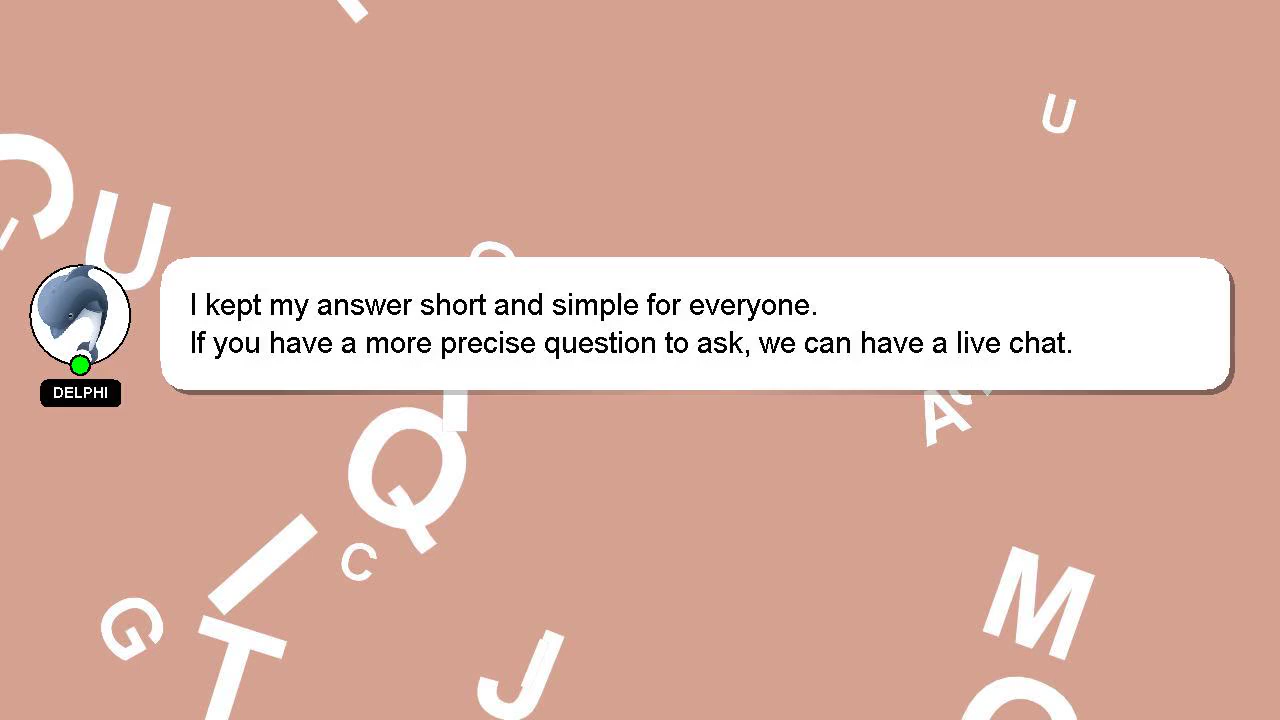 U
U
I kept my answer short and simple for everyone.
If you have a more precise question to ask, we can have a live chat.
DELPHI
A
Q
I
C
M
G
T
J